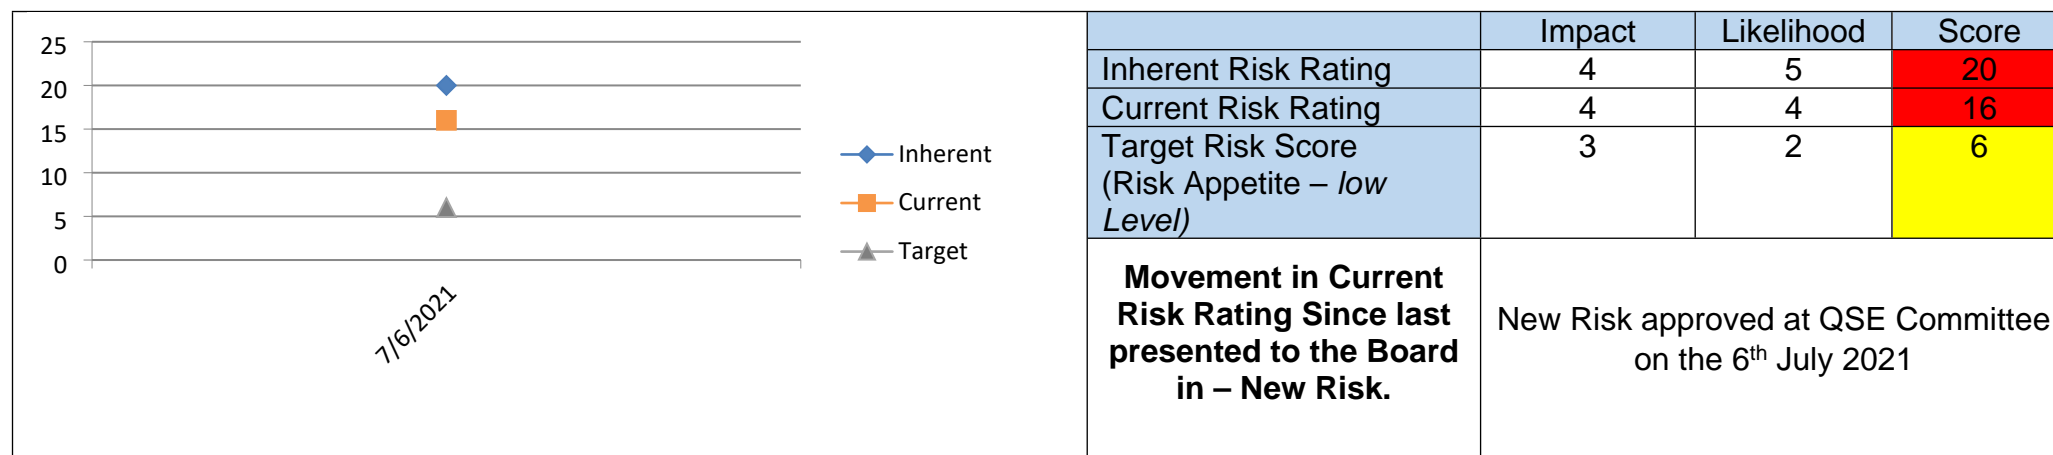 25
20
15
10
5
0
7/6/2021
Inherent
Current
Target
Impact Likelihood Score
Inherent Risk Rating 4 5 20
Current Risk Rating 4 4 16
Target Risk Score 3 2 6
(Risk Appetite – low
Level)
Movement in Current
Risk Rating Since last
presented to the Board
in – New Risk.
New Risk approved at QSE Committee
on the 6th July 2021